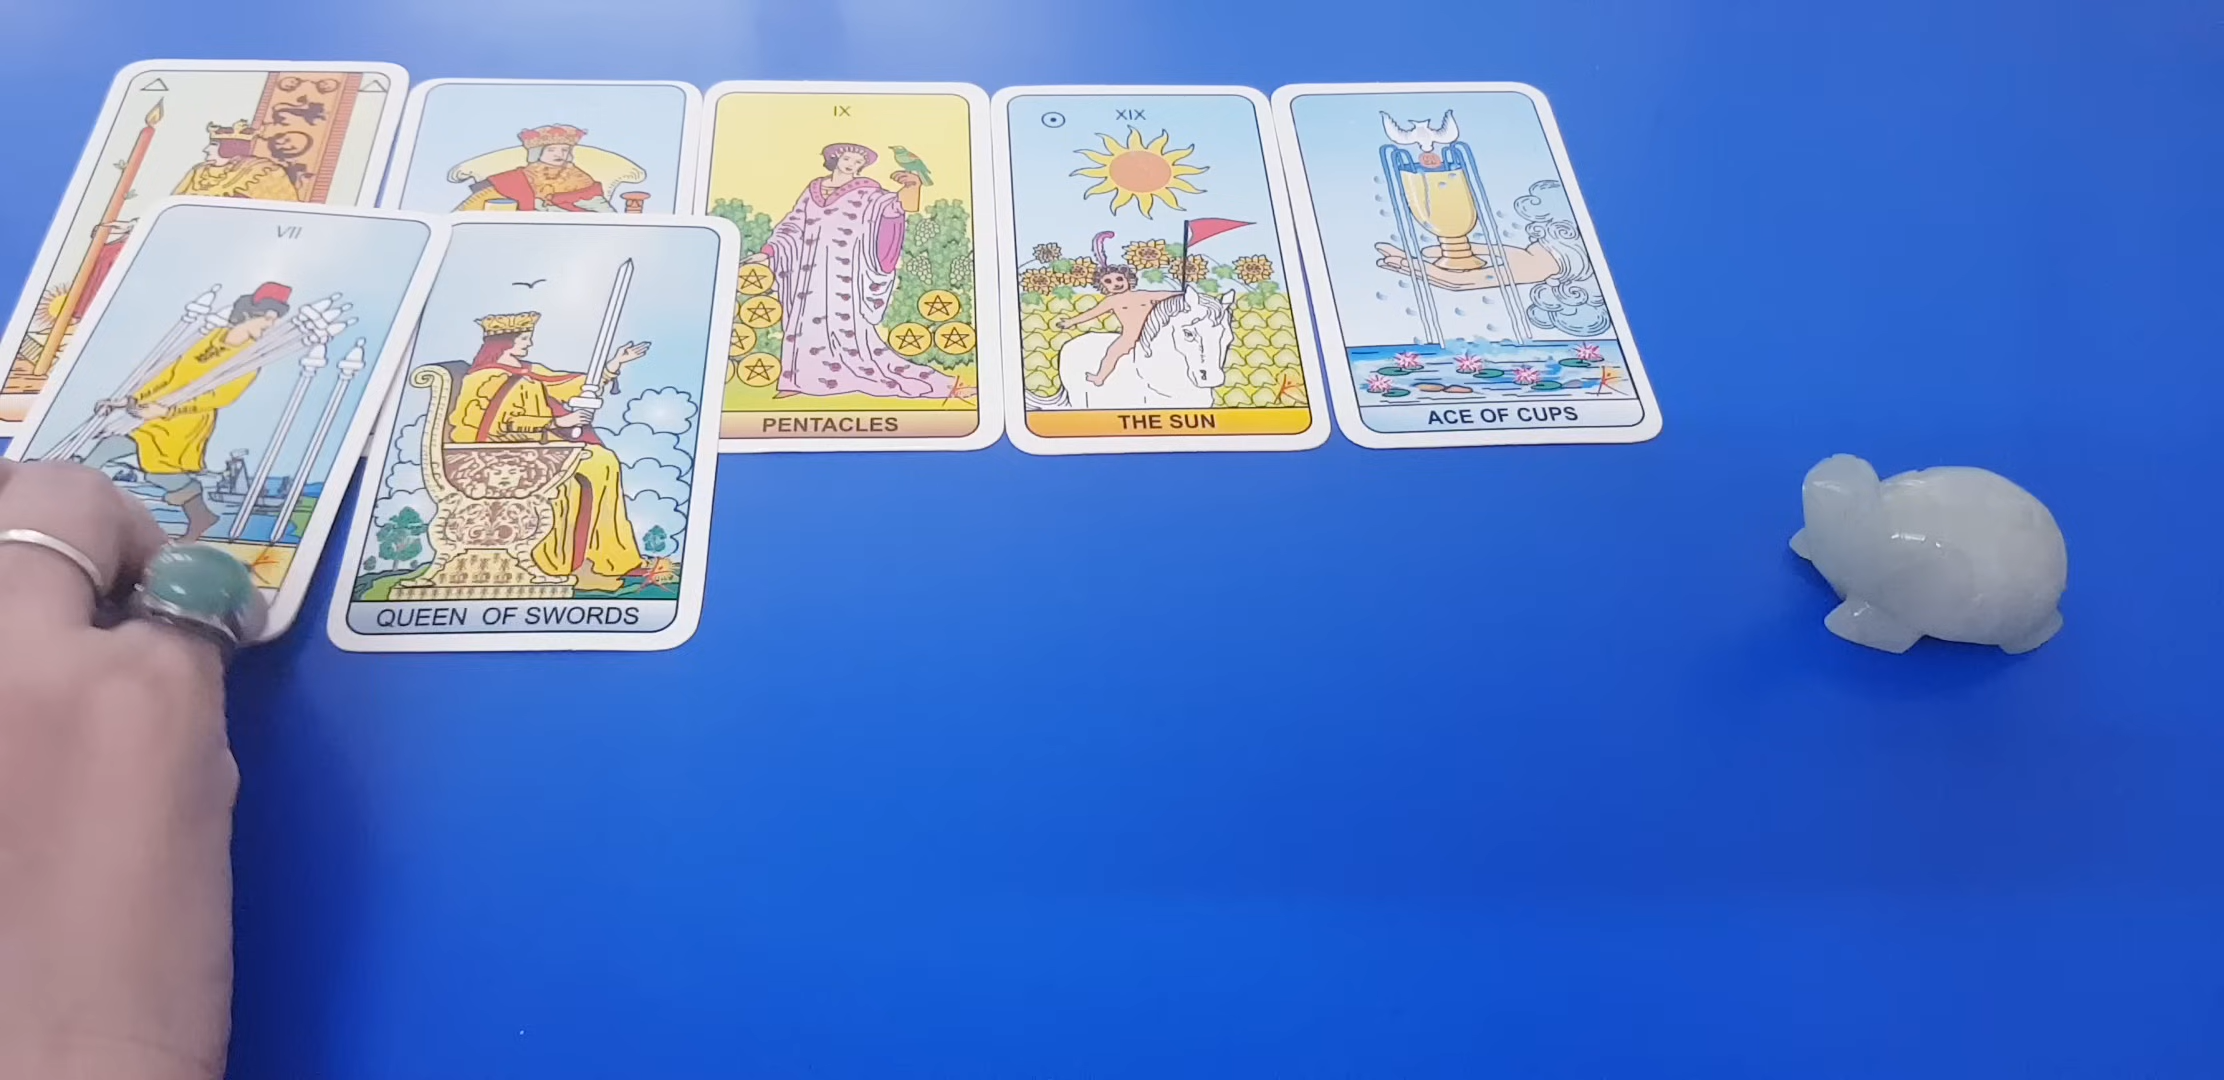 IX
XIX
PENTACLES
THE SUN
ACE OF CUPS
VII
QUEEN OF SWORDS